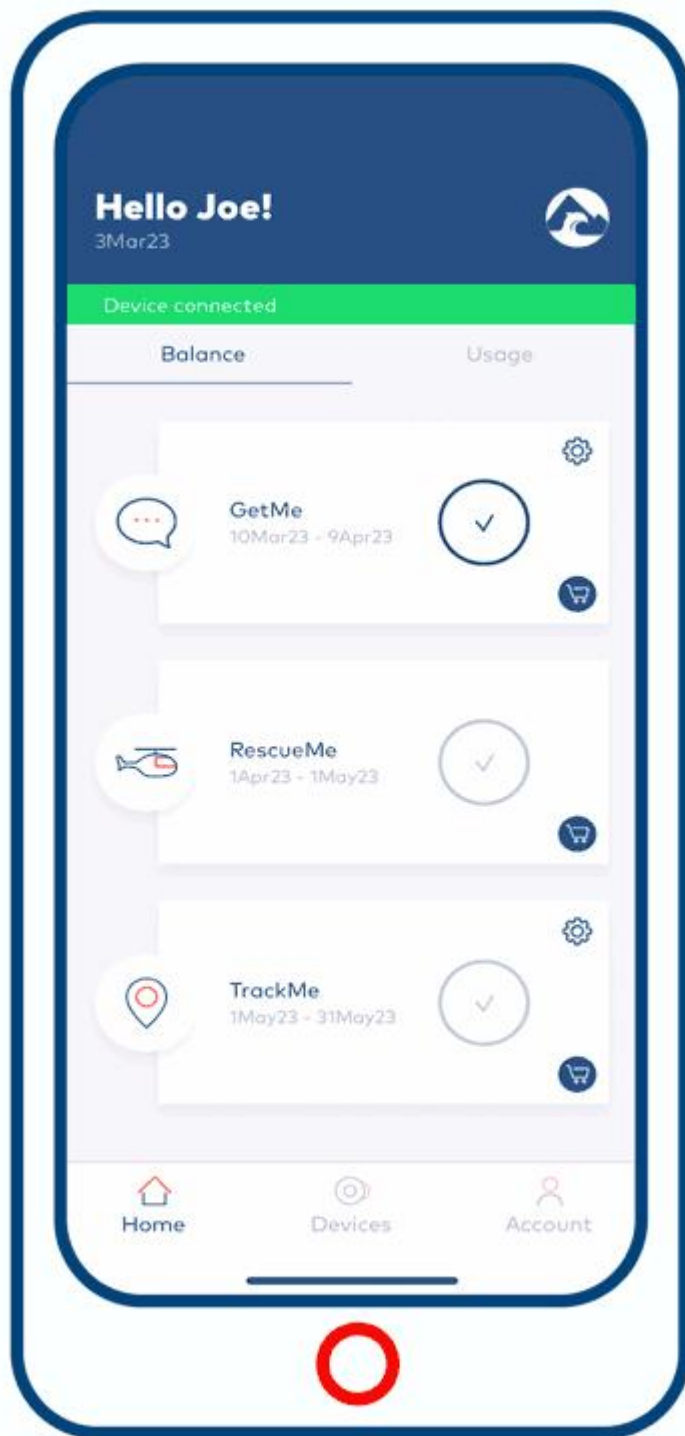 Hello Joe!
3Mar23
Device connected
Balance
Usage
GetMe
10Mar23 - 9Apr23
RescueMe
1Apr23 - 1May23
TrackMe
1May23 - 31May23
Home
Devices
Account